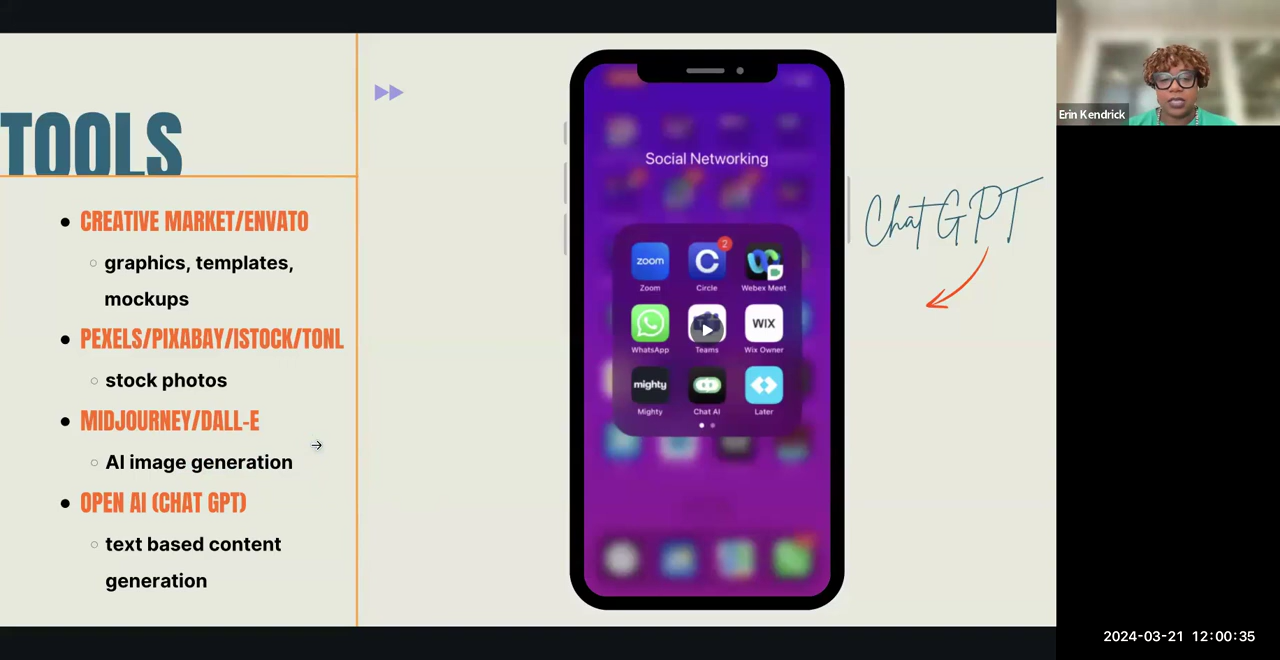 TOOLS
CREATIVE MARKET/ENVATO
graphics, templates,
mockups
PEXELS/PIXABAY/ISTOCK/TONL
stock photos
MIDJOURNEY/DALL-E
AI image generation
OPEN AI (CHAT GPT)
text based content
generation
Social Networking
zoom
2
Zoom
Circle
Webex Meet
WIX
WhatsApp
Teams
Wix Owner
mighty
Mighty
Chat AI
Later
Chat GPT
Erin Kendrick
2024-03-21 12:00:35